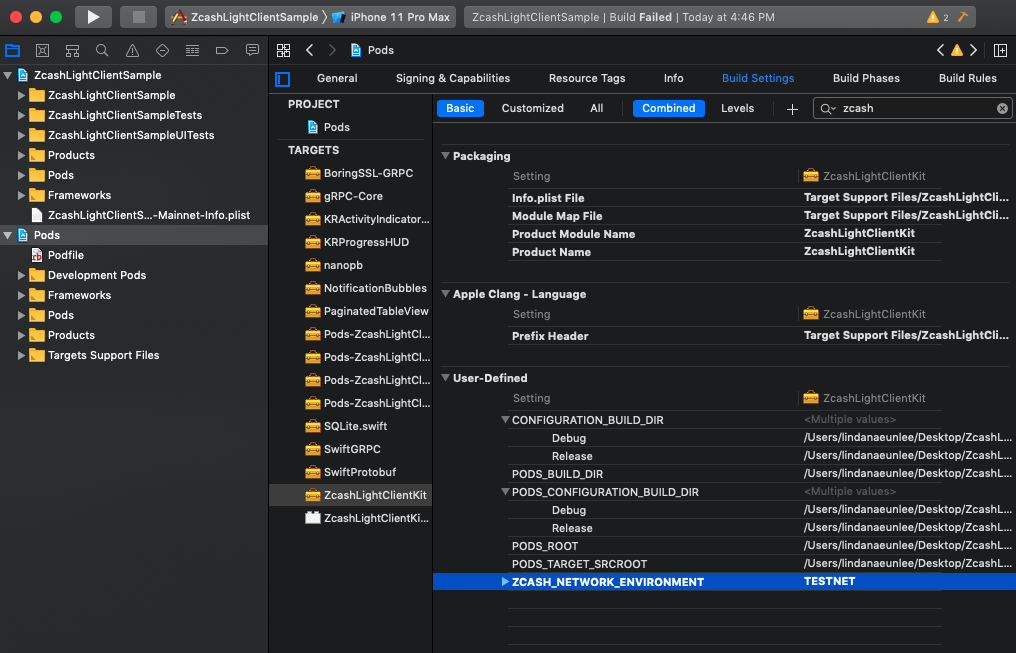 ZcashLightClientSample
iPhone 11 Pro Max
ZcashLightClientSample | Build Failed | Today at 4:46 PM
2
Pods
ZcashLightClientSample
ZcashLightClientSample
ZcashLightClientSampleTests
ZcashLightClientSampleUITests
Products
Pods
Frameworks
ZcashLightClientS...-Mainnet-Info.plist
Pods
Podfile
Development Pods
Frameworks
Pods
Products
Targets Support Files
General
Signing & Capabilities
Resource Tags
Info
Build Settings
Build Phases
Build Rules
PROJECT
Pods
TARGETS
BoringSSL-GRPC
gRPC-Core
KRActivityIndicator...
KRProgressHUD
nanopb
NotificationBubbles
PaginatedTableView
Pods-ZcashLightCl...
Pods-ZcashLightCl...
Pods-ZcashLightCl...
Pods-ZcashLightCl...
SQLite.swift
SwiftGRPC
SwiftProtobuf
ZcashLightClientKit
ZcashLightClientKi...
Basic
Customized
All
Combined
Levels
+
zcash
Packaging
Setting ZcashLightClientKit
Info.plist File Target Support Files/ZcashLightCli...
Module Map File Target Support Files/ZcashLightCli...
Product Module Name ZcashLightClientKit
Product Name ZcashLightClientKit
Apple Clang - Language
Setting ZcashLightClientKit
Prefix Header Target Support Files/ZcashLightCli...
User-Defined
Setting ZcashLightClientKit
CONFIGURATION_BUILD_DIR <Multiple values>
Debug /Users/lindanaeunlee/Desktop/ZcashL...
Release /Users/lindanaeunlee/Desktop/ZcashL...
PODS_BUILD_DIR /Users/lindanaeunlee/Desktop/ZcashL...
PODS_CONFIGURATION_BUILD_DIR <Multiple values>
Debug /Users/lindanaeunlee/Desktop/ZcashL...
Release /Users/lindanaeunlee/Desktop/ZcashL...
PODS_ROOT /Users/lindanaeunlee/Desktop/ZcashL...
PODS_TARGET_SRCROOT /Users/lindanaeunlee/Desktop/ZcashL...
ZCASH_NETWORK_ENVIRONMENT TESTNET